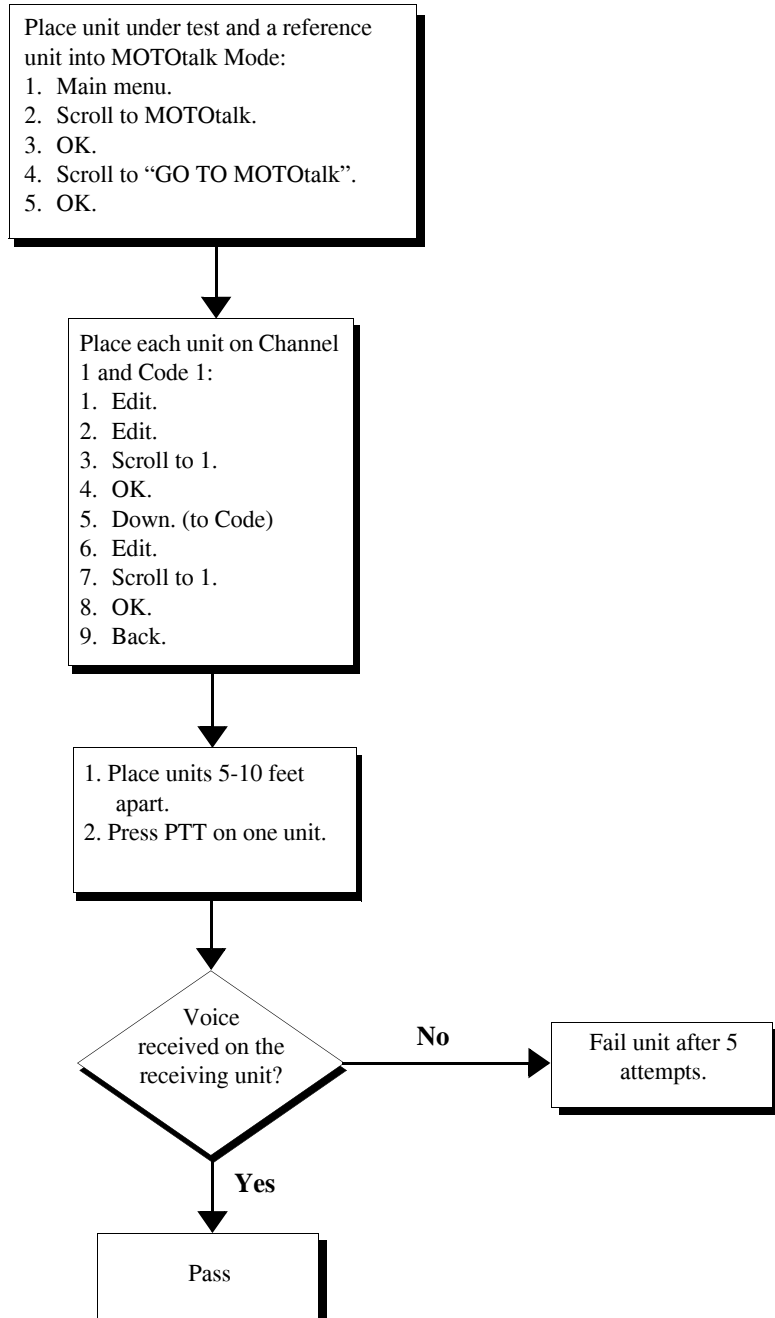 Place unit under test and a reference
unit into MOTOtalk Mode:
1. Main menu.
2. Scroll to MOTOtalk.
3. OK.
4. Scroll to “GO TO MOTOtalk”.
5. OK.
Place each unit on Channel
1 and Code 1:
1. Edit.
2. Edit.
3. Scroll to 1.
4. OK.
5. Down. (to Code)
6. Edit.
7. Scroll to 1.
8. OK.
9. Back.
1. Place units 5-10 feet
apart.
2. Press PTT on one unit.
Voice
received on the
receiving unit?
No
Fail unit after 5
attempts.
Yes
Pass